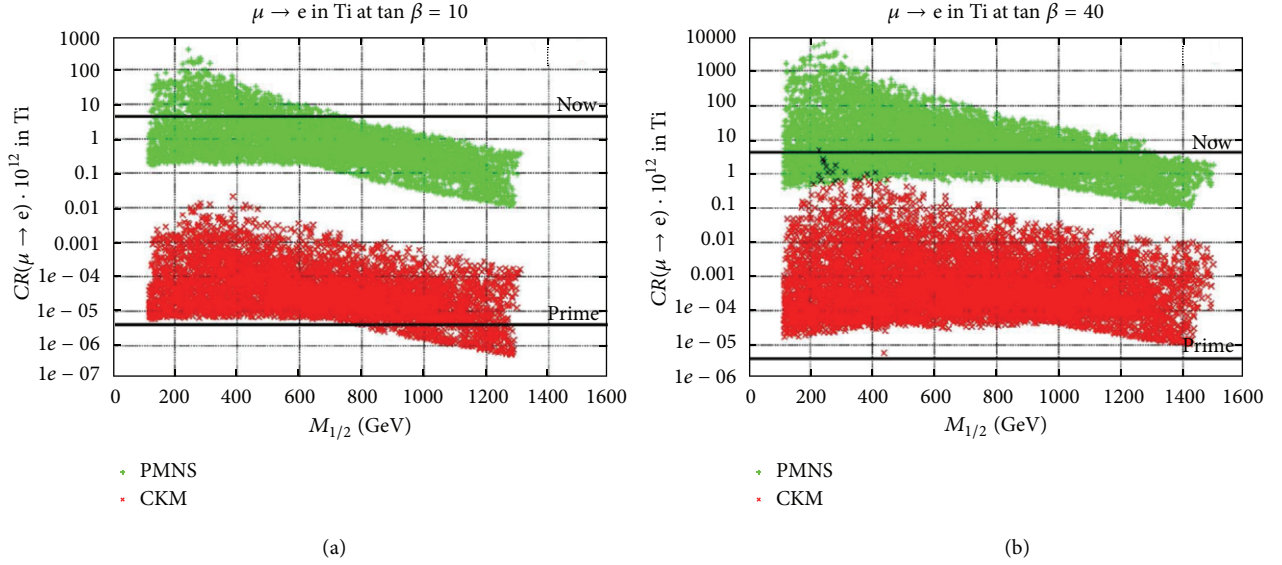 μ → e in Ti at tan β = 10
1000
100
10
1
0.1
0.01
0.001
1e − 04
1e − 05
1e − 06
1e − 07
CR(μ → e) · 10¹² in Ti
Now
Prime
0 200 400 600 800 1000 1200 1400 1600
M₁/₂ (GeV)
PMNS
CKM
(a)
μ → e in Ti at tan β = 40
1000
100
10
1
0.1
0.01
0.001
1e − 04
1e − 05
1e − 06
CR(μ → e) · 10¹² in Ti
Now
Prime
0 200 400 600 800 1000 1200 1400 1600
M₁/₂ (GeV)
PMNS
CKM
(b)